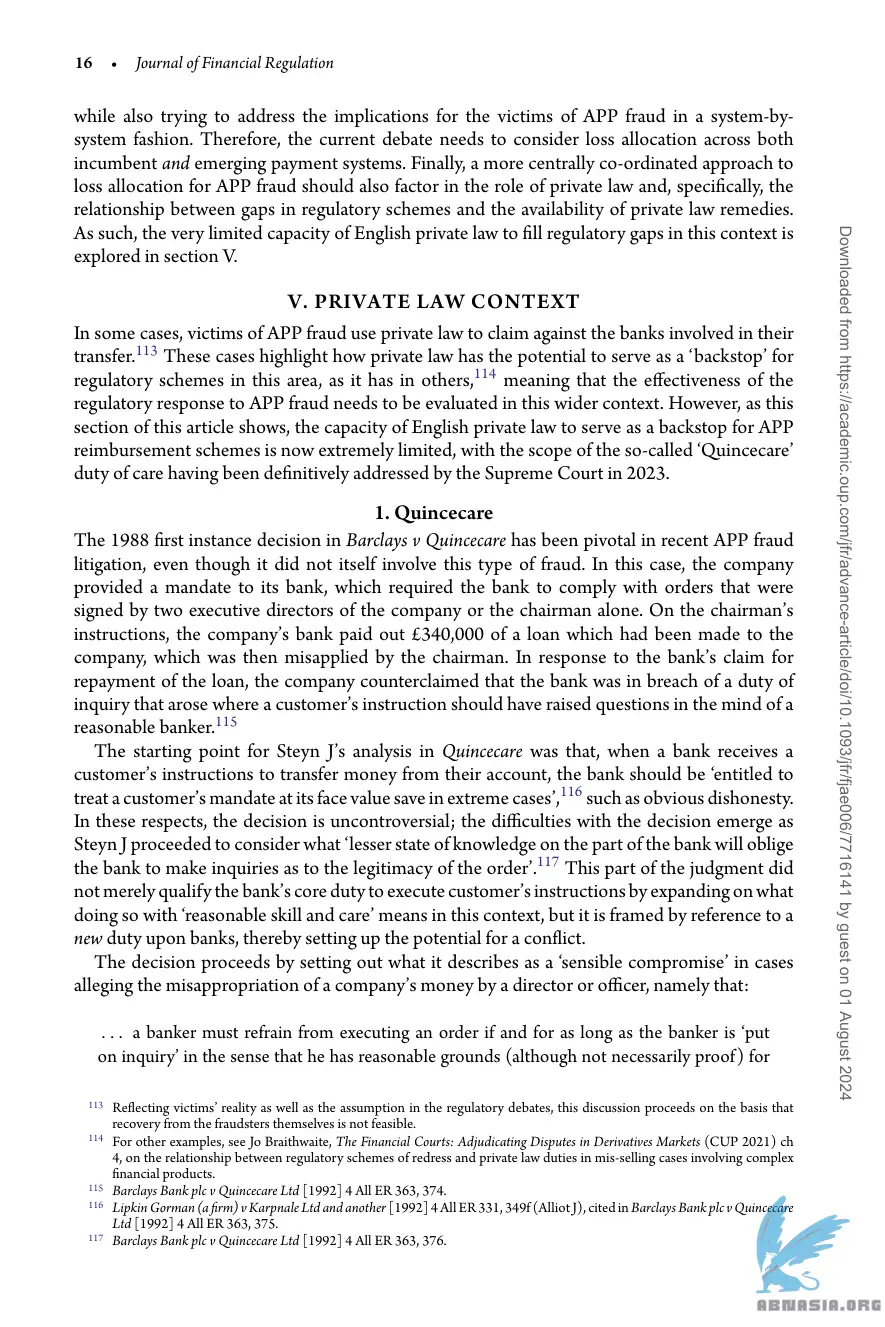 16 • Journal of Financial Regulation
while also trying to address the implications for the victims of APP fraud in a system-by-
system fashion. Therefore, the current debate needs to consider loss allocation across both
incumbent and emerging payment systems. Finally, a more centrally co-ordinated approach to
loss allocation for APP fraud should also factor in the role of private law and, specifically, the
relationship between gaps in regulatory schemes and the availability of private law remedies.
As such, the very limited capacity of English private law to fill regulatory gaps in this context is
explored in section V.
V. PRIVATE LAW CONTEXT
In some cases, victims of APP fraud use private law to claim against the banks involved in their
transfer.113 These cases highlight how private law has the potential to serve as a ‘backstop’ for
regulatory schemes in this area, as it has in others,114 meaning that the effectiveness of the
regulatory response to APP fraud needs to be evaluated in this wider context. However, as this
section of this article shows, the capacity of English private law to serve as a backstop for APP
reimbursement schemes is now extremely limited, with the scope of the so-called ‘Quincecare’
duty of care having been definitively addressed by the Supreme Court in 2023.
1. Quincecare
The 1988 first instance decision in Barclays v Quincecare has been pivotal in recent APP fraud
litigation, even though it did not itself involve this type of fraud. In this case, the company
provided a mandate to its bank, which required the bank to comply with orders that were
signed by two executive directors of the company or the chairman alone. On the chairman’s
instructions, the company’s bank paid out £340,000 of a loan which had been made to the
company, which was then misapplied by the chairman. In response to the bank’s claim for
repayment of the loan, the company counterclaimed that the bank was in breach of a duty of
inquiry that arose where a customer’s instruction should have raised questions in the mind of a
reasonable banker.115
The starting point for Steyn J’s analysis in Quincecare was that, when a bank receives a
customer’s instructions to transfer money from their account, the bank should be ‘entitled to
treat a customer’s mandate at its face value save in extreme cases’,116 such as obvious dishonesty.
In these respects, the decision is uncontroversial; the difficulties with the decision emerge as
Steyn J proceeded to consider what ‘lesser state of knowledge on the part of the bank will oblige
the bank to make inquiries as to the legitimacy of the order’.117 This part of the judgment did
not merely qualify the bank’s core duty to execute customer’s instructions by expanding on what
doing so with ‘reasonable skill and care’ means in this context, but it is framed by reference to a
new duty upon banks, thereby setting up the potential for a conflict.
The decision proceeds by setting out what it describes as a ‘sensible compromise’ in cases
alleging the misappropriation of a company’s money by a director or officer, namely that:
... a banker must refrain from executing an order if and for as long as the banker is ‘put
on inquiry’ in the sense that he has reasonable grounds (although not necessarily proof) for
113 Reflecting victims’ reality as well as the assumption in the regulatory debates, this discussion proceeds on the basis that
recovery from the fraudsters themselves is not feasible.
114 For other examples, see Jo Braithwaite, The Financial Courts: Adjudicating Disputes in Derivatives Markets (CUP 2021) ch
4, on the relationship between regulatory schemes of redress and private law duties in mis-selling cases involving complex
financial products.
115 Barclays Bank plc v Quincecare Ltd [1992] 4 All ER 363, 374.
116 Lipkin Gorman (a firm) v Karpnale Ltd and another [1992] 4 All ER 331, 349f (Alliot J), cited in Barclays Bank plc v Quincecare
Ltd [1992] 4 All ER 363, 375.
117 Barclays Bank plc v Quincecare Ltd [1992] 4 All ER 363, 376.
Downloaded from https://academic.oup.com/jfr/advance-article/doi/10.1093/jfr/fjae006/7716141 by guest on 01 August 2024
ABNASIA.ORG